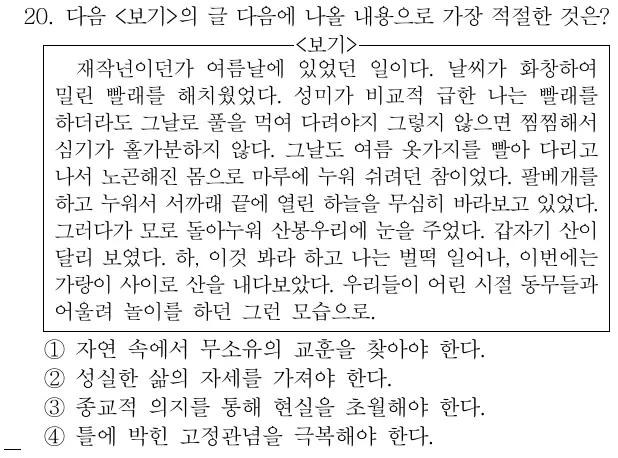 20. 다음 <보기>의 글 다음에 나올 내용으로 가장 적절한 것은?
<보기>
재작년이던가 여름날에 있었던 일이다. 날씨가 화창하여
밀린 빨래를 해치웠었다. 성미가 비교적 급한 나는 빨래를
하더라도 그날로 풀을 먹여 다려야지 그렇지 않으면 찜찜해서
심기가 홀가분하지 않다. 그날도 여름 옷가지를 빨아 다리고
나서 노곤해진 몸으로 마루에 누워 쉬려던 참이었다. 팔베개를
하고 누워서 서까래 끝에 열린 하늘을 무심히 바라보고 있었다.
그러다가 모로 돌아누워 산봉우리에 눈을 주었다. 갑자기 산이
달리 보였다. 하, 이것 봐라 하고 나는 벌떡 일어나, 이번에는
가랑이 사이로 산을 내다보았다. 우리들이 어린 시절 동무들과
어울려 놀이를 하던 그런 모습으로.
① 자연 속에서 무소유의 교훈을 찾아야 한다.
② 성실한 삶의 자세를 가져야 한다.
③ 종교적 의지를 통해 현실을 초월해야 한다.
④ 틀에 박힌 고정관념을 극복해야 한다.